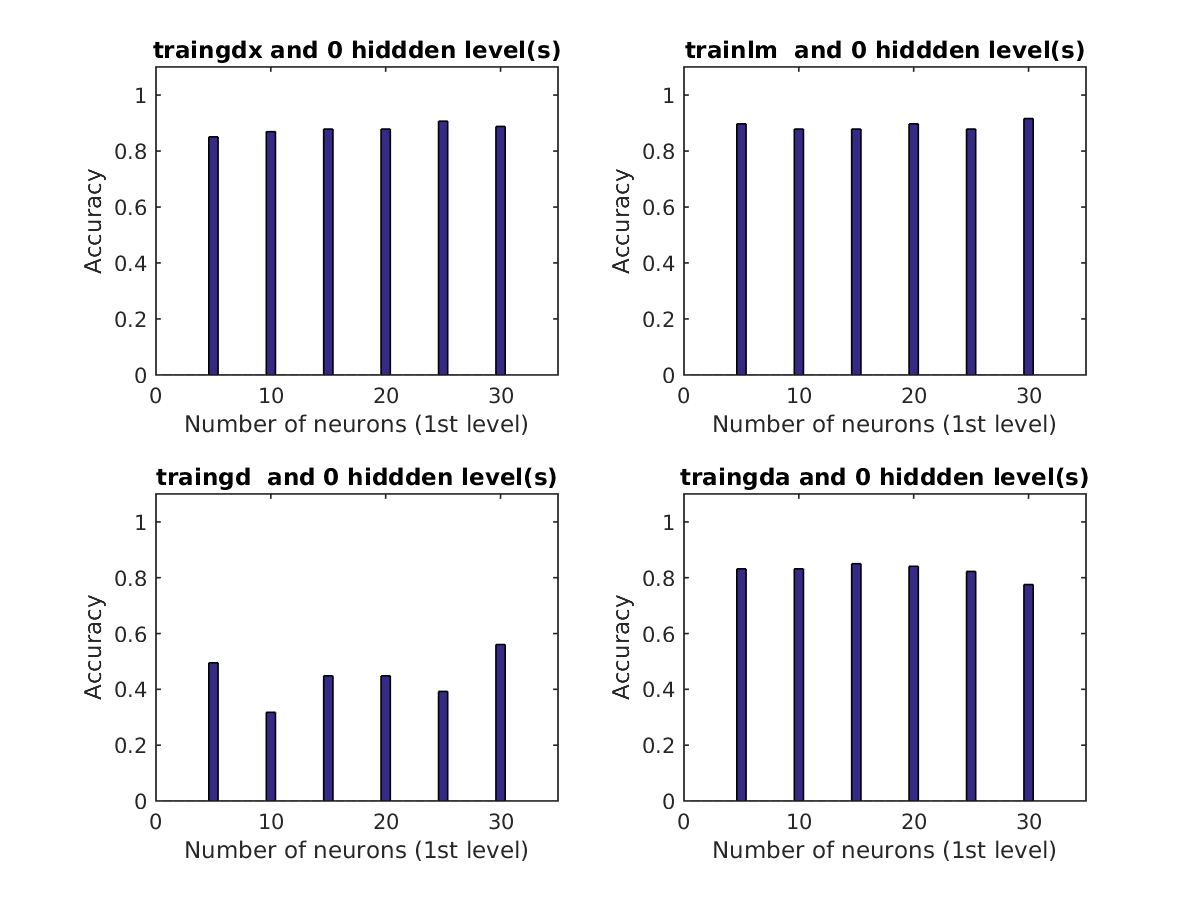 traingdx and 0 hiddden level(s)
1
0.8
0.6
0.4
0.2
0
Accuracy
0 10 20 30
Number of neurons (1st level)
trainlm  and 0 hiddden level(s)
1
0.8
0.6
0.4
0.2
0
Accuracy
0 10 20 30
Number of neurons (1st level)
traingd  and 0 hiddden level(s)
1
0.8
0.6
0.4
0.2
0
Accuracy
0 10 20 30
Number of neurons (1st level)
traingda and 0 hiddden level(s)
1
0.8
0.6
0.4
0.2
0
Accuracy
0 10 20 30
Number of neurons (1st level)